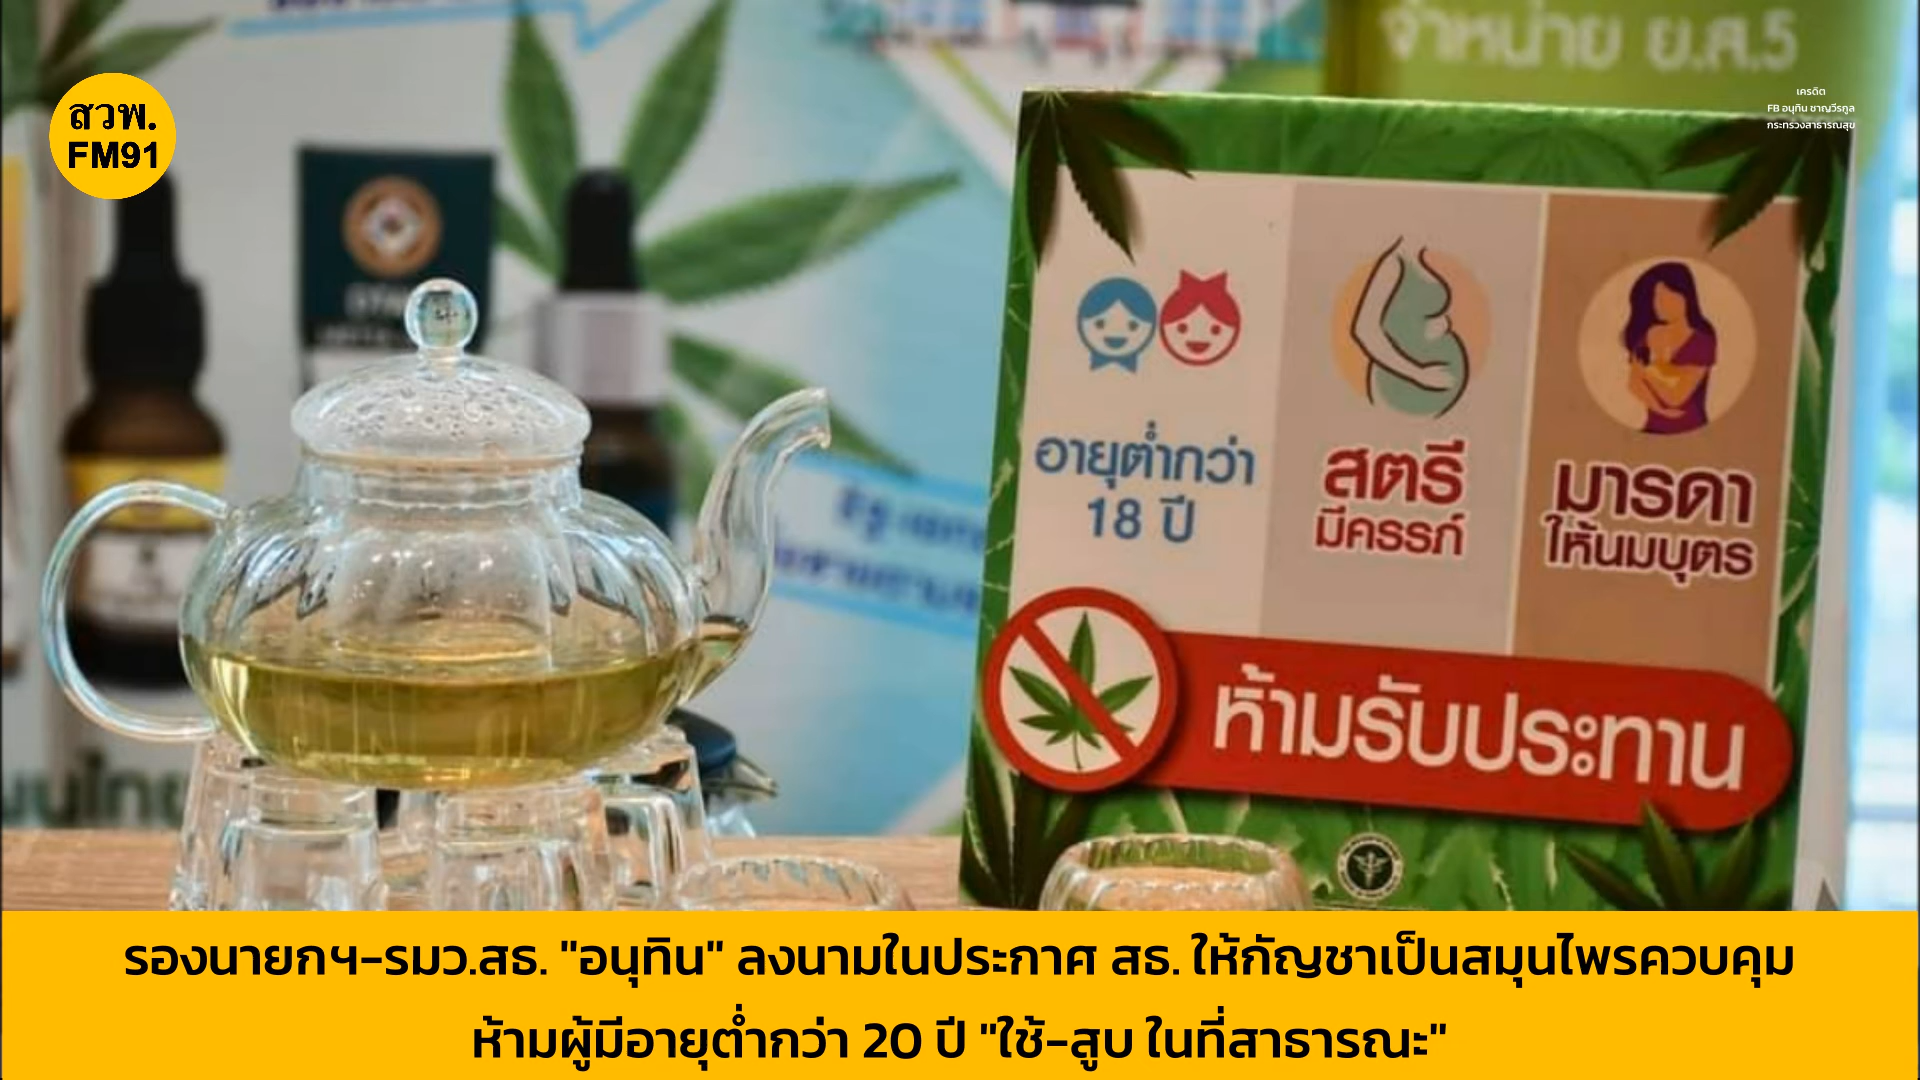 จำหน่าย ย.ส.5
สวพ.
FM91
เครดิต
FB อนุทิน ชาญวีรกูล
กระทรวงสาธารณสุข
อายุต่ำกว่า
18 ปี
สตรี
มีครรภ์
มารดา
ให้นมบุตร
ห้ามรับประทาน
รองนายกฯ-รมว.สธ. "อนุทิน" ลงนามในประกาศ สธ. ให้กัญชาเป็นสมุนไพรควบคุม
ห้ามผู้มีอายุต่ำกว่า 20 ปี "ใช้-สูบ ในที่สาธารณะ"